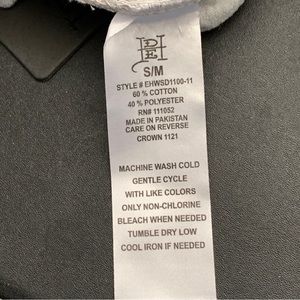 S/M
STYLE # EHWSD1100-11
60 % COTTON
40 % POLYESTER
RN# 111052
MADE IN PAKISTAN
CARE ON REVERSE
CROWN 1121
MACHINE WASH COLD
GENTLE CYCLE
WITH LIKE COLORS
ONLY NON-CHLORINE
BLEACH WHEN NEEDED
TUMBLE DRY LOW
COOL IRON IF NEEDED